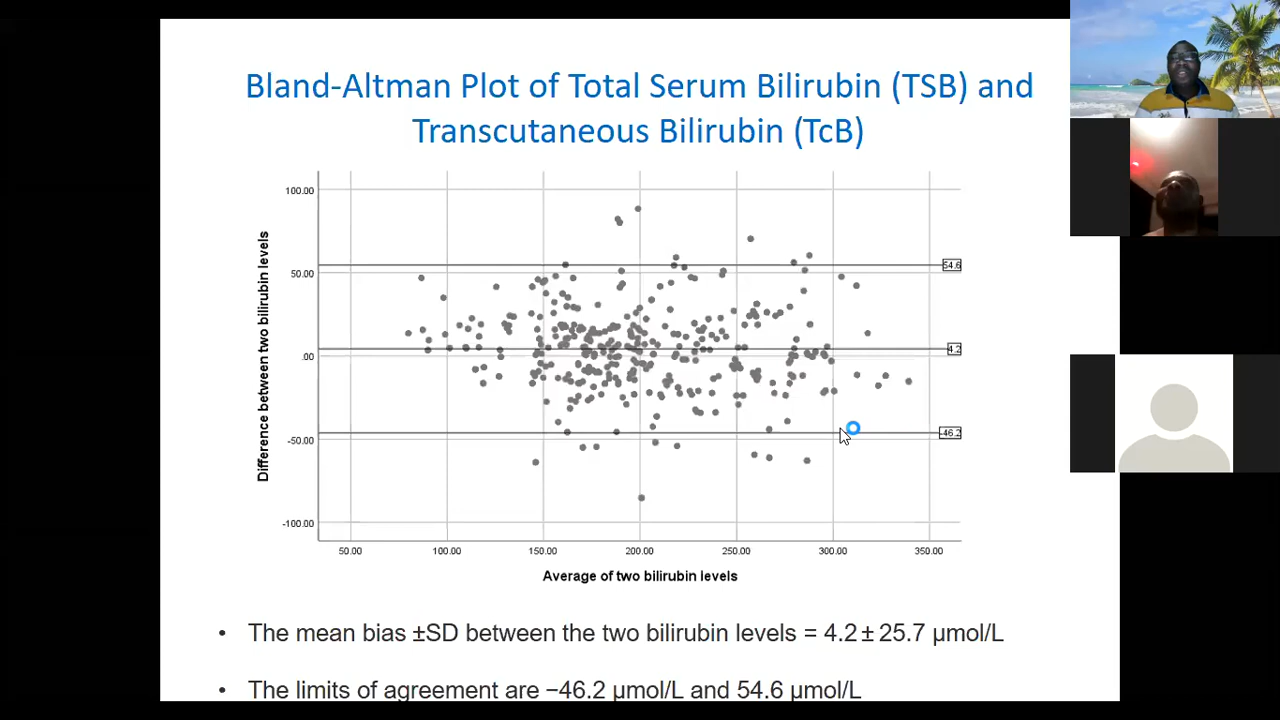 Bland-Altman Plot of Total Serum Bilirubin (TSB) and
Transcutaneous Bilirubin (TcB)
Difference between two bilirubin levels
100.00
50.00
.00
-50.00
-100.00
54.6
4.2
-46.2
50.00 100.00 150.00 200.00 250.00 300.00 350.00
Average of two bilirubin levels
• The mean bias ±SD between the two bilirubin levels = 4.2 ± 25.7 µmol/L
• The limits of agreement are −46.2 µmol/L and 54.6 µmol/L